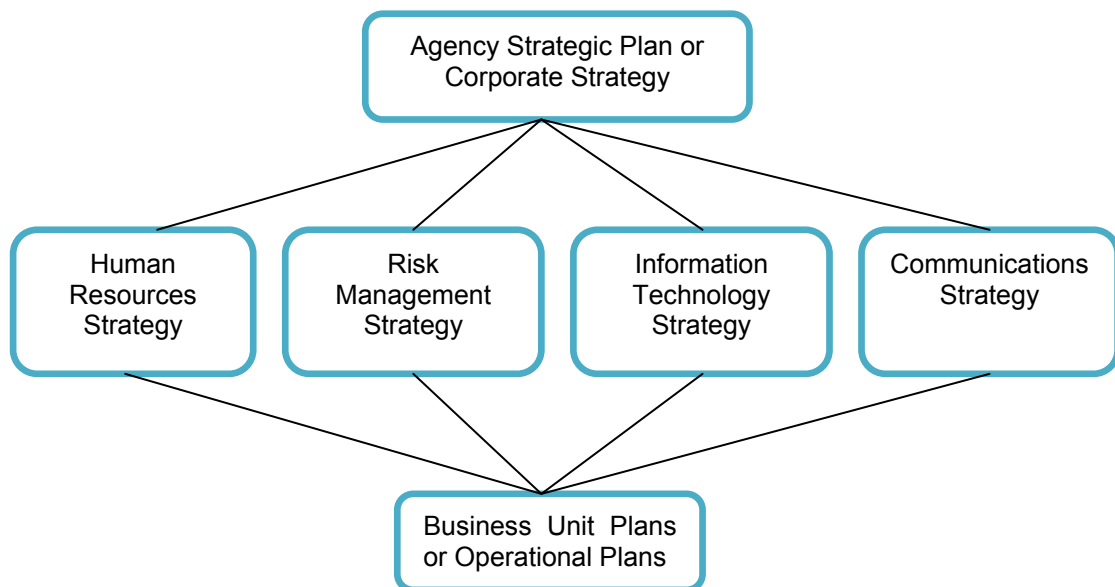 Agency Strategic Plan or
Corporate Strategy
Human
Resources
Strategy
Risk
Management
Strategy
Information
Technology
Strategy
Communications
Strategy
Business Unit Plans
or Operational Plans